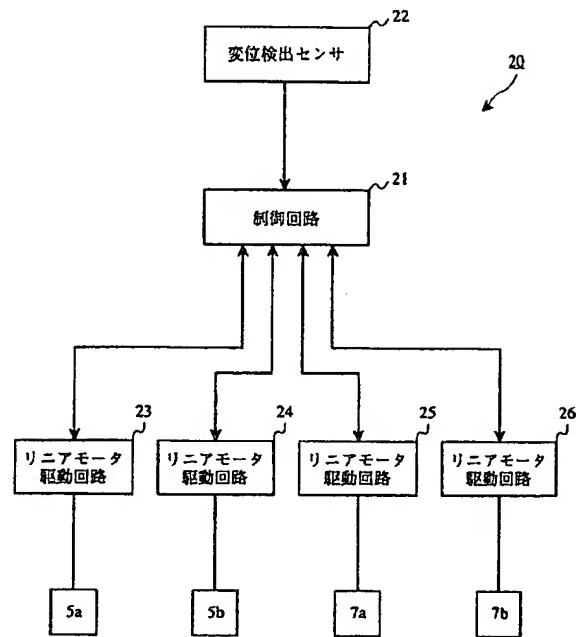 22
変位検出センサ
20
21
制御回路
23
リニアモータ
駆動回路
24
リニアモータ
駆動回路
25
リニアモータ
駆動回路
26
リニアモータ
駆動回路
5a
5b
7a
7b